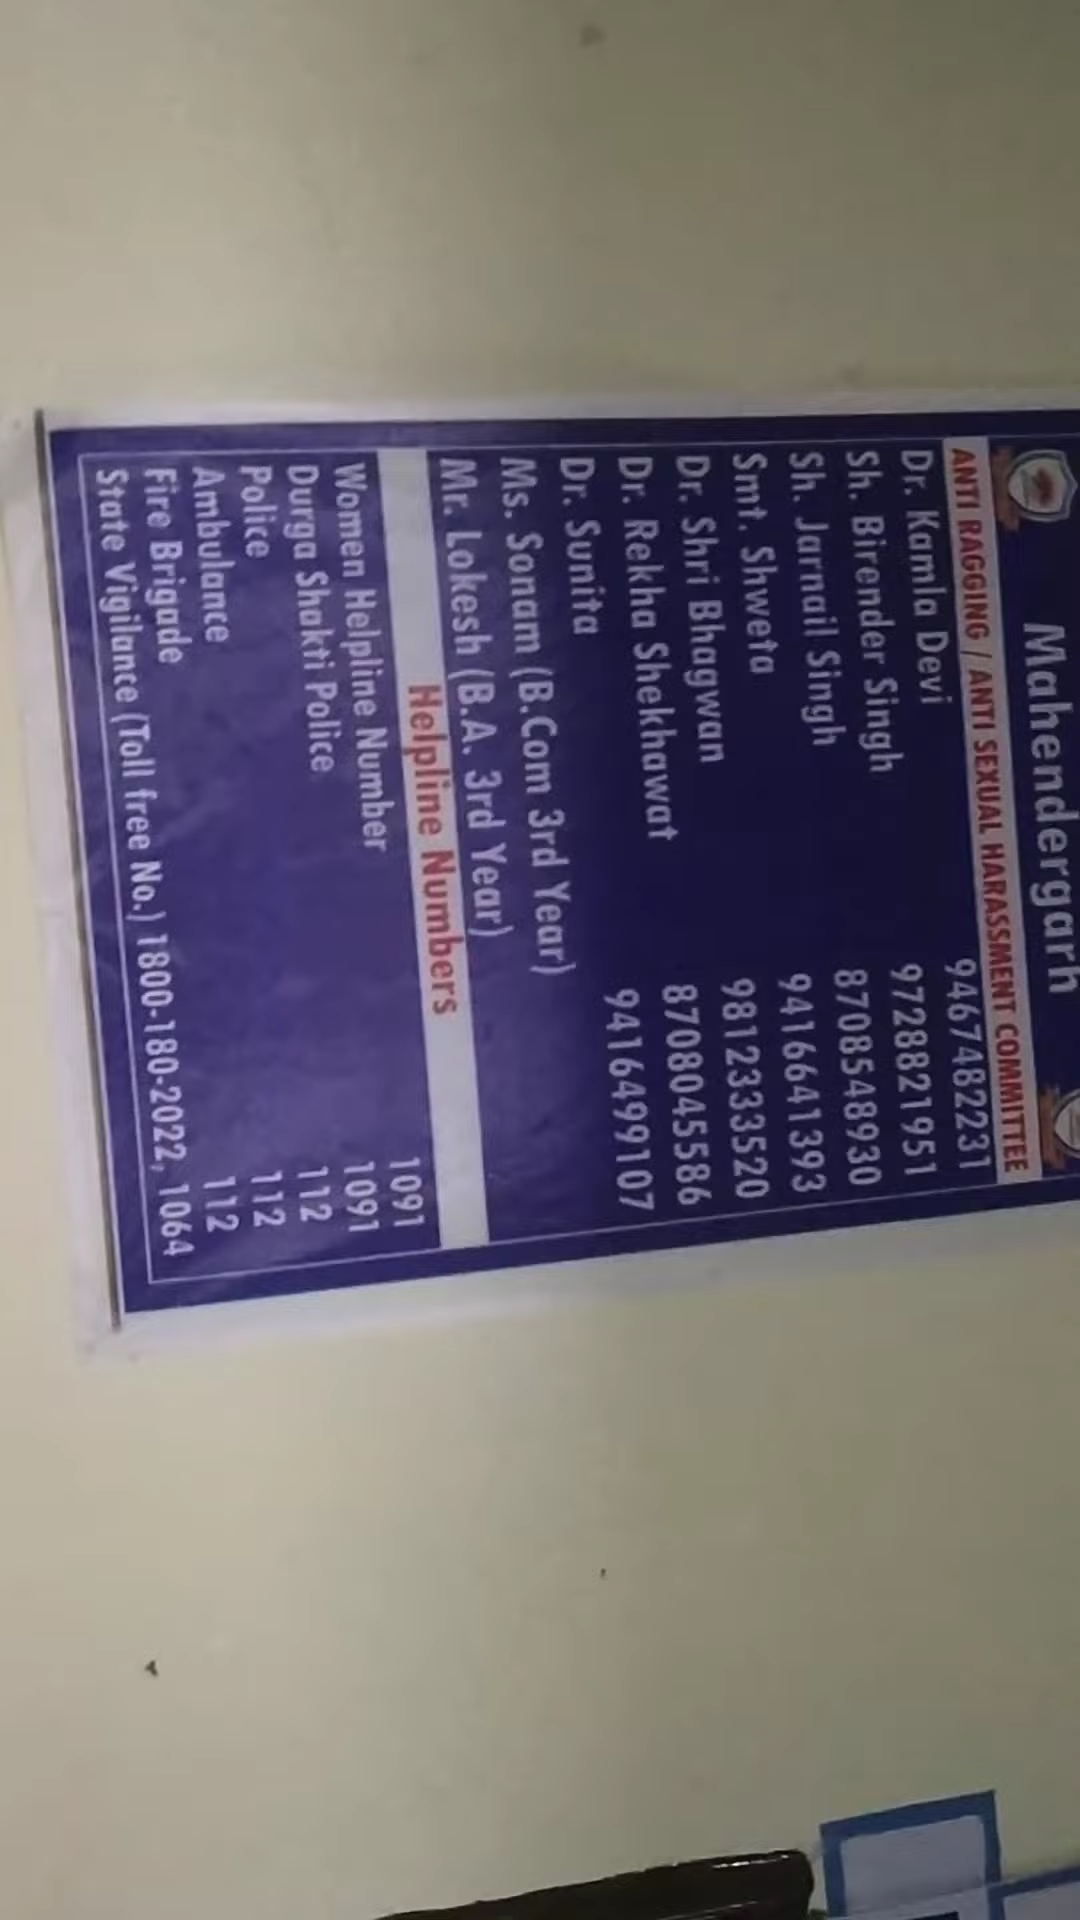 Mahendergarh
ANTI RAGGING / ANTI SEXUAL HARASSMENT COMMITTEE
Dr. Kamla Devi 9467482231
Sh. Birender Singh 9728821951
Sh. Jarnail Singh 8708548930
Smt. Shweta 9416641393
Dr. Shri Bhagwan 9812333520
Dr. Rekha Shekhawat 8708045586
Dr. Sunita 9416499107
Ms. Sonam (B.Com 3rd Year)
Mr. Lokesh (B.A. 3rd Year)
Helpline Numbers
Women Helpline Number 1091
Durga Shakti Police 1091
Police 112
Ambulance 112
Fire Brigade 112
State Vigilance (Toll free No.) 1800-180-2022, 1064